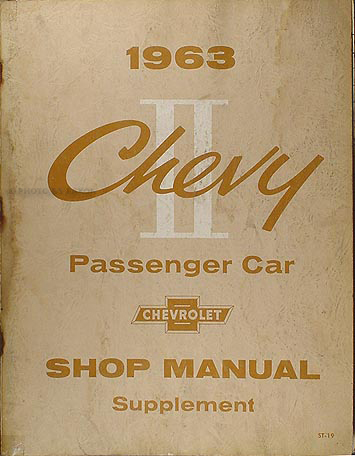 1963
Chevy II
Passenger Car
CHEVROLET
SHOP MANUAL
Supplement
ST-19